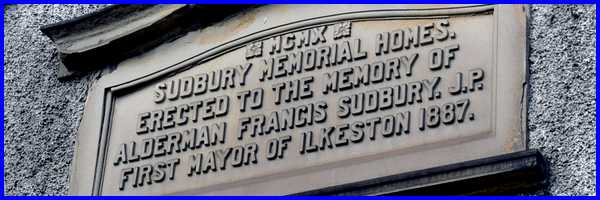 MCMX
SUDBURY MEMORIAL HOMES.
ERECTED TO THE MEMORY OF
ALDERMAN FRANCIS SUDBURY, J.P.
FIRST MAYOR OF ILKESTON 1887.